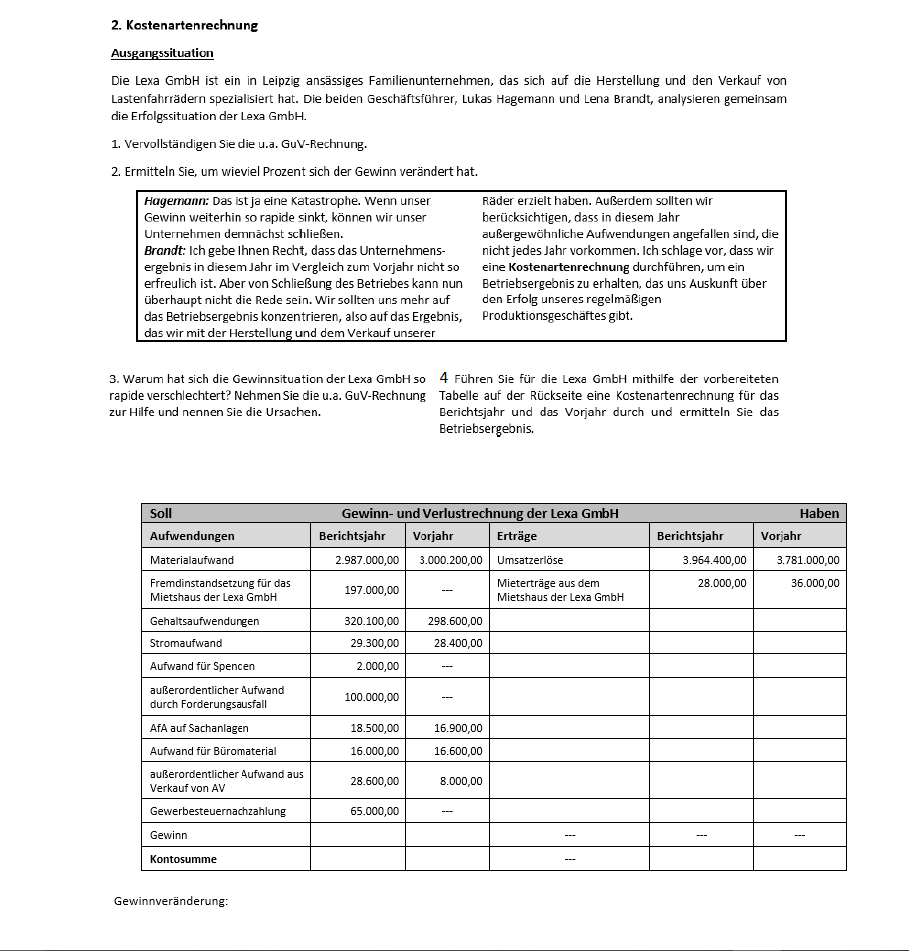 2. Kostenartenrechnung
Ausgangssituation
Die Lexa GmbH ist ein in Leipzig ansässiges Familienunternehmen, das sich auf die Herstellung und den Verkauf von
Lastenfahrrädern spezialisiert hat. Die beiden Geschäftsführer, Lukas Hagemann und Lena Brandt, analysieren gemeinsam
die Erfolgssituation der Lexa GmbH.
1. Vervollständigen Sie die u.a. GuV-Rechnung.
2. Ermitteln Sie, um wieviel Prozent sich der Gewinn verändert hat.
Hagemann: Das ist ja eine Katastrophe. Wenn unser
Gewinn weiterhin so rapide sinkt, können wir unser
Unternehmen demnächst schließen.
Brandt: Ich gebe Ihnen Recht, dass das Unternehmens-
ergebnis in diesem Jahr im Vergleich zum Vorjahr nicht so
erfreulich ist. Aber von Schließung des Betriebes kann nun
überhaupt nicht die Rede sein. Wir sollten uns mehr auf
das Betriebsergebnis konzentrieren, also auf das Ergebnis,
das wir mit der Herstellung und dem Verkauf unserer
Räder erzielt haben. Außerdem sollten wir
berücksichtigen, dass in diesem Jahr
außergewöhnliche Aufwendungen angefallen sind, die
nicht jedes Jahr vorkommen. Ich schlage vor, dass wir
eine Kostenartenrechnung durchführen, um ein
Betriebsergebnis zu erhalten, das uns Auskunft über
den Erfolg unseres regelmäßigen
Produktionsgeschäftes gibt.
3. Warum hat sich die Gewinnsituation der Lexa GmbH so
rapide verschlechtert? Nehmen Sie die u.a. GuV-Rechnung
zur Hilfe und nennen Sie die Ursachen.
4 Führen Sie für die Lexa GmbH mithilfe der vorbereiteten
Tabelle auf der Rückseite eine Kostenartenrechnung für das
Berichtsjahr und das Vorjahr durch und ermitteln Sie das
Betriebsergebnis.
Soll Gewinn- und Verlustrechnung der Lexa GmbH Haben
Aufwendungen Berichtsjahr Vorjahr Erträge Berichtsjahr Vorjahr
Materialaufwand 2.987.000,00 3.000.200,00 Umsatzerlöse 3.964.400,00 3.781.000,00
Fremdinstandsetzung für das Mieterträge aus dem 28.000,00 36.000,00
Mietshaus der Lexa GmbH 197.000,00 --- Mietshaus der Lexa GmbH
Gehaltsaufwendungen 320.100,00 298.600,00
Stromaufwand 29.300,00 28.400,00
Aufwand für Spenden 2.000,00 ---
außerordentlicher Aufwand
durch Forderungsausfall 100.000,00 ---
AfA auf Sachanlagen 18.500,00 16.900,00
Aufwand für Büromaterial 16.000,00 16.600,00
außerordentlicher Aufwand aus
Verkauf von AV 28.600,00 8.000,00
Gewerbesteuernachzahlung 65.000,00 ---
Gewinn --- --- ---
Kontosumme ---
Gewinnveränderung: